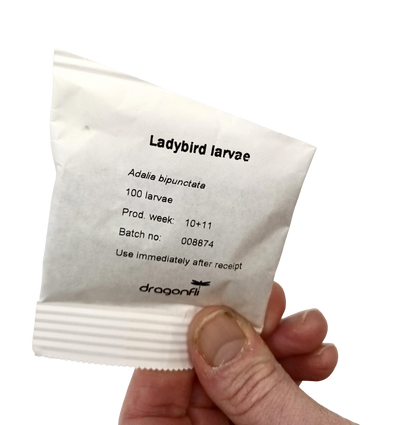 Ladybird larvae
Adalia bipunctata
100 larvae
Prod. week: 10+11
Batch no: 008874
Use immediately after receipt
dragonfli